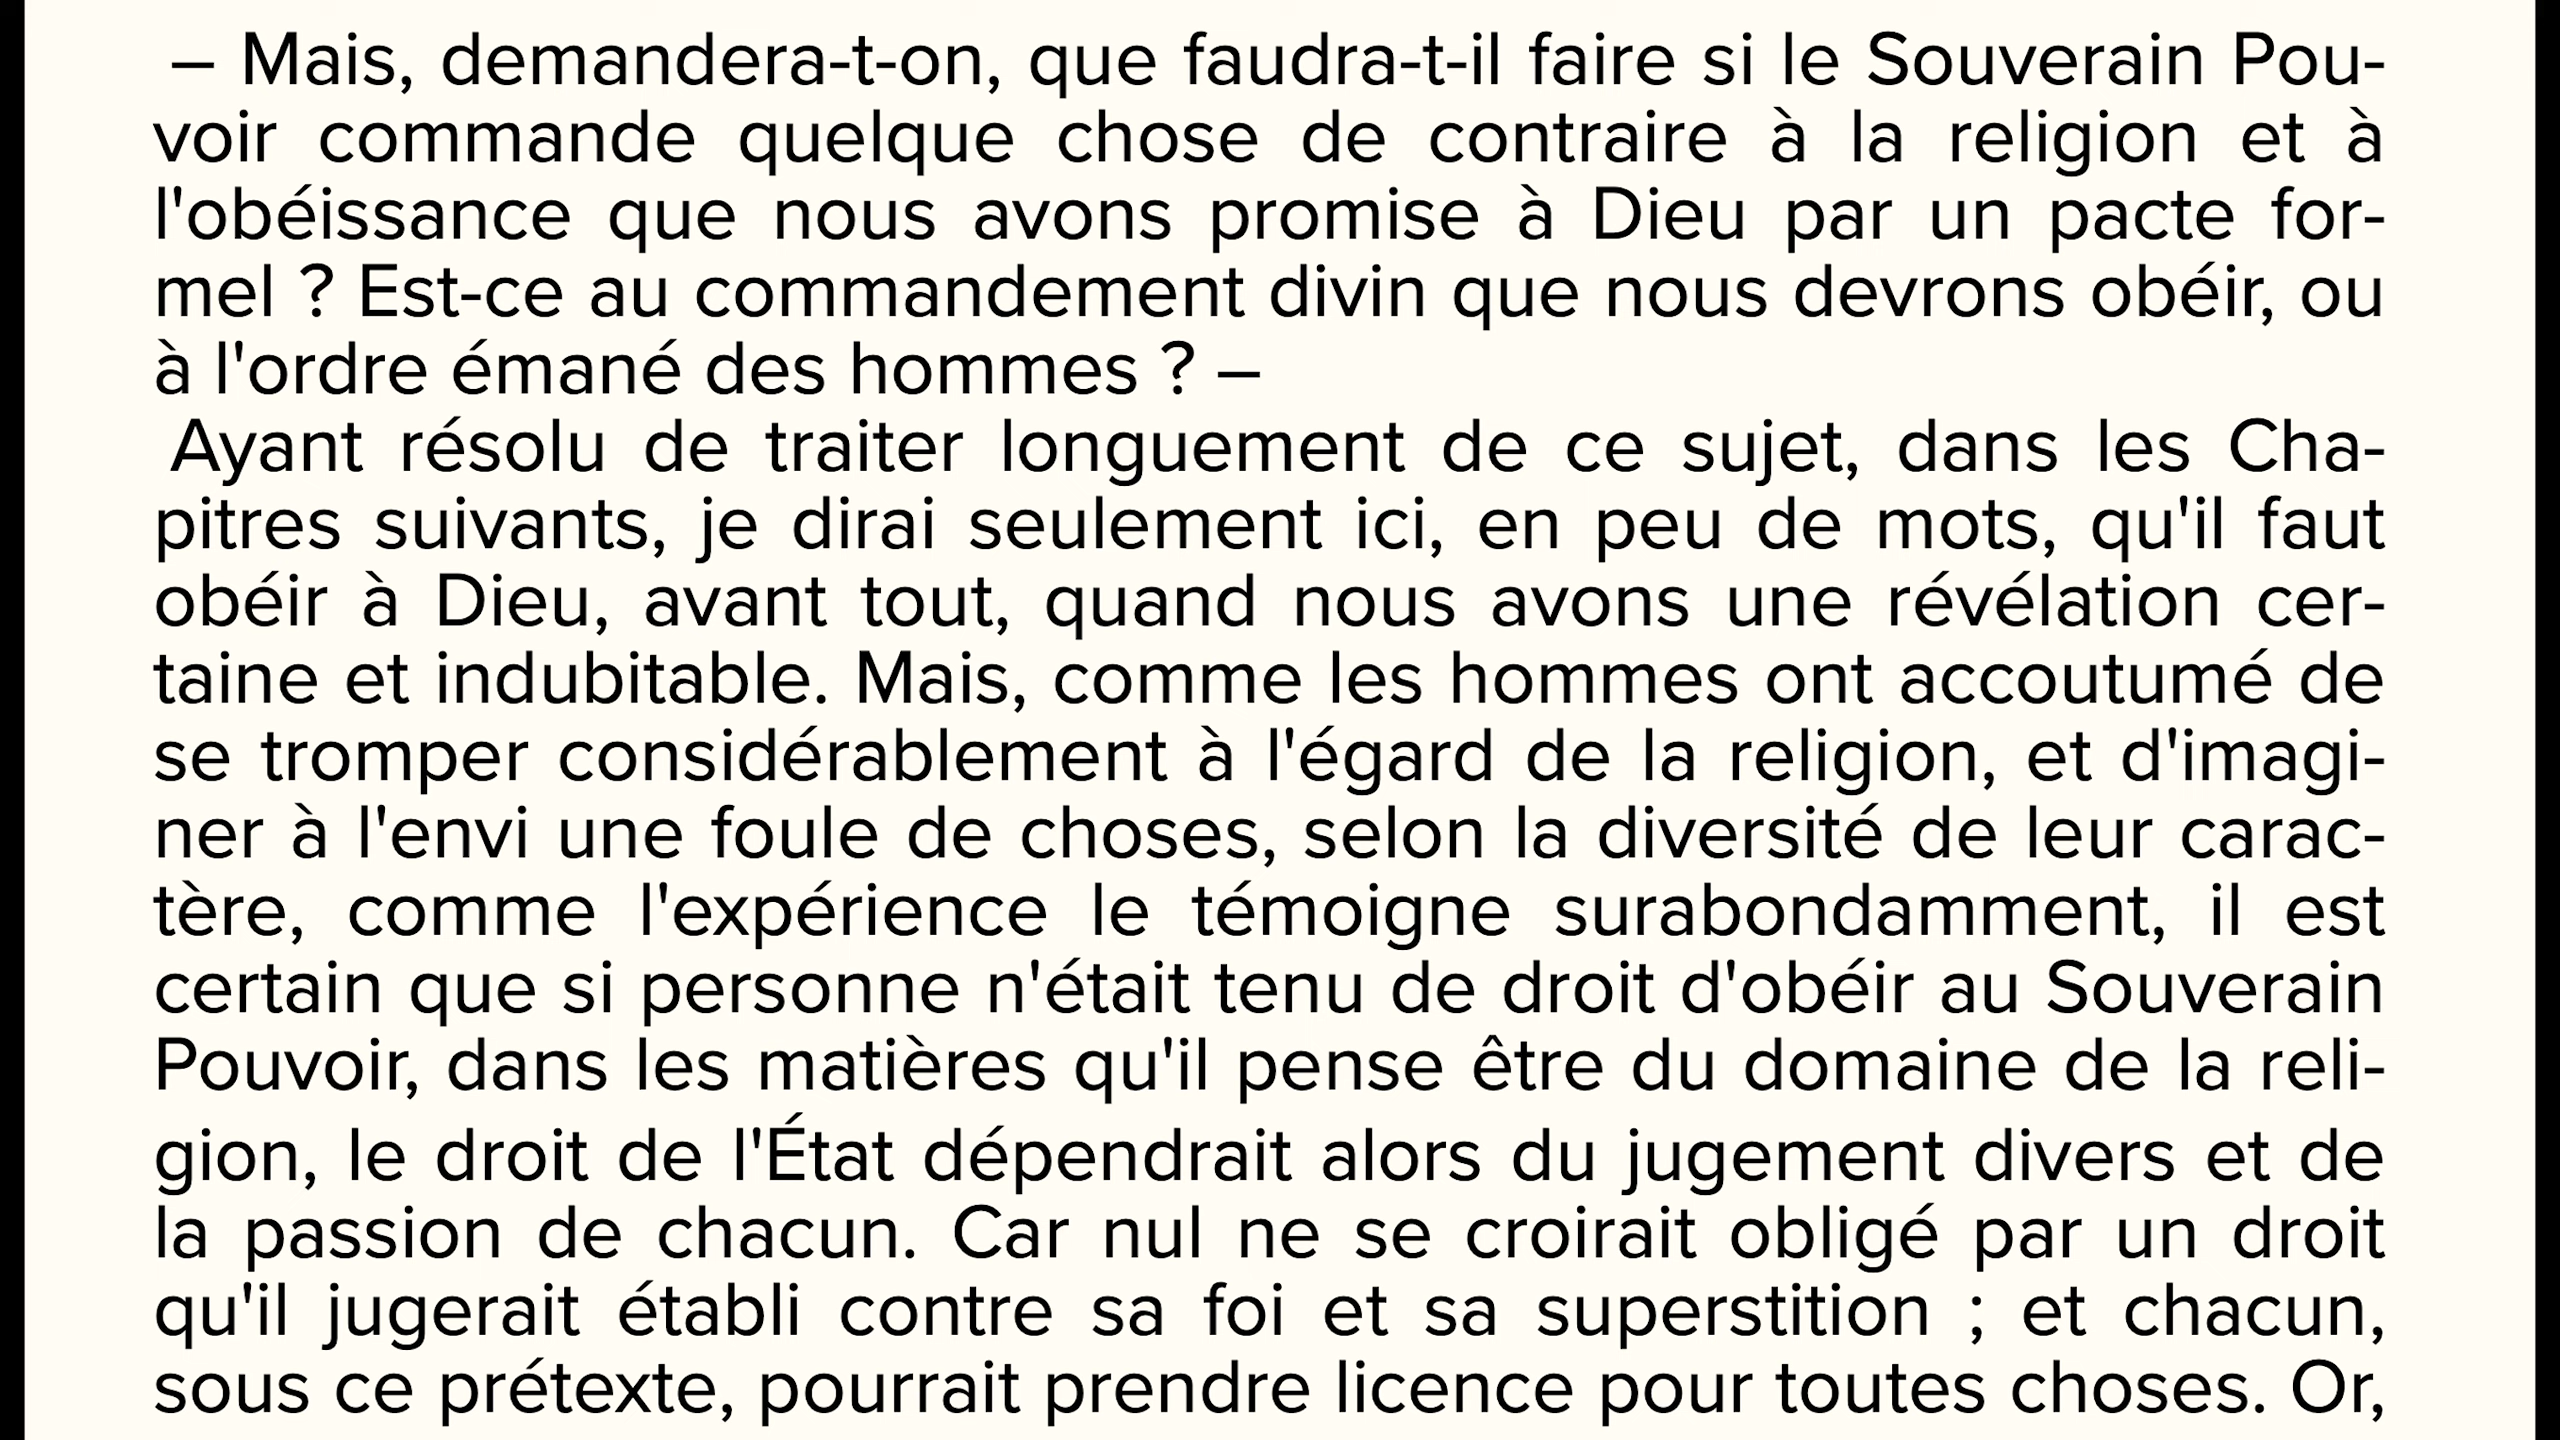 – Mais, demandera-t-on, que faudra-t-il faire si le Souverain Pou-
voir commande quelque chose de contraire à la religion et à
l'obéissance que nous avons promise à Dieu par un pacte for-
mel ? Est-ce au commandement divin que nous devrons obéir, ou
à l'ordre émané des hommes ? –
Ayant résolu de traiter longuement de ce sujet, dans les Cha-
pitres suivants, je dirai seulement ici, en peu de mots, qu'il faut
obéir à Dieu, avant tout, quand nous avons une révélation cer-
taine et indubitable. Mais, comme les hommes ont accoutumé de
se tromper considérablement à l'égard de la religion, et d'imagi-
ner à l'envi une foule de choses, selon la diversité de leur carac-
tère, comme l'expérience le témoigne surabondamment, il est
certain que si personne n'était tenu de droit d'obéir au Souverain
Pouvoir, dans les matières qu'il pense être du domaine de la reli-
gion, le droit de l'État dépendrait alors du jugement divers et de
la passion de chacun. Car nul ne se croirait obligé par un droit
qu'il jugerait établi contre sa foi et sa superstition ; et chacun,
sous ce prétexte, pourrait prendre licence pour toutes choses. Or,